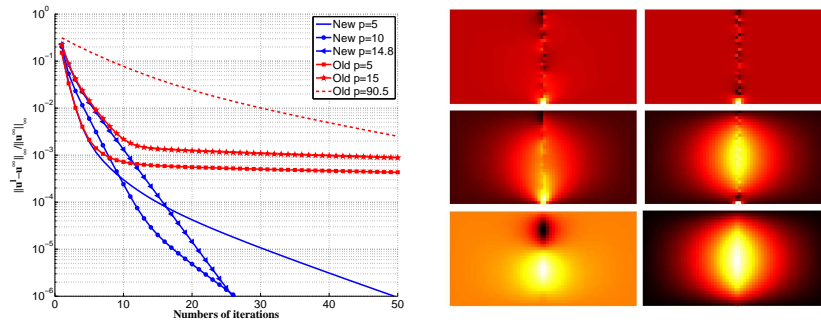 10^0
10^-1
10^-2
10^-3
10^-4
10^-5
10^-6
||u^l-u^∞||_∞/||u^∞||_∞
New p=5
New p=10
New p=14.8
Old p=5
Old p=15
Old p=90.5
0 10 20 30 40 50
Numbers of iterations